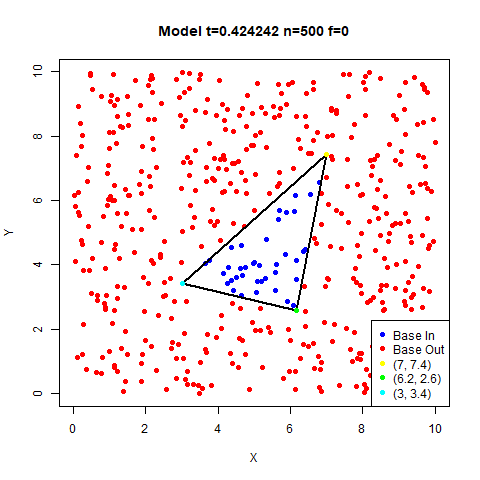 Model t=0.424242 n=500 f=0
10
8
6
4
2
0
Y
Base In
Base Out
(7, 7.4)
(6.2, 2.6)
(3, 3.4)
0 2 4 6 8 10
X